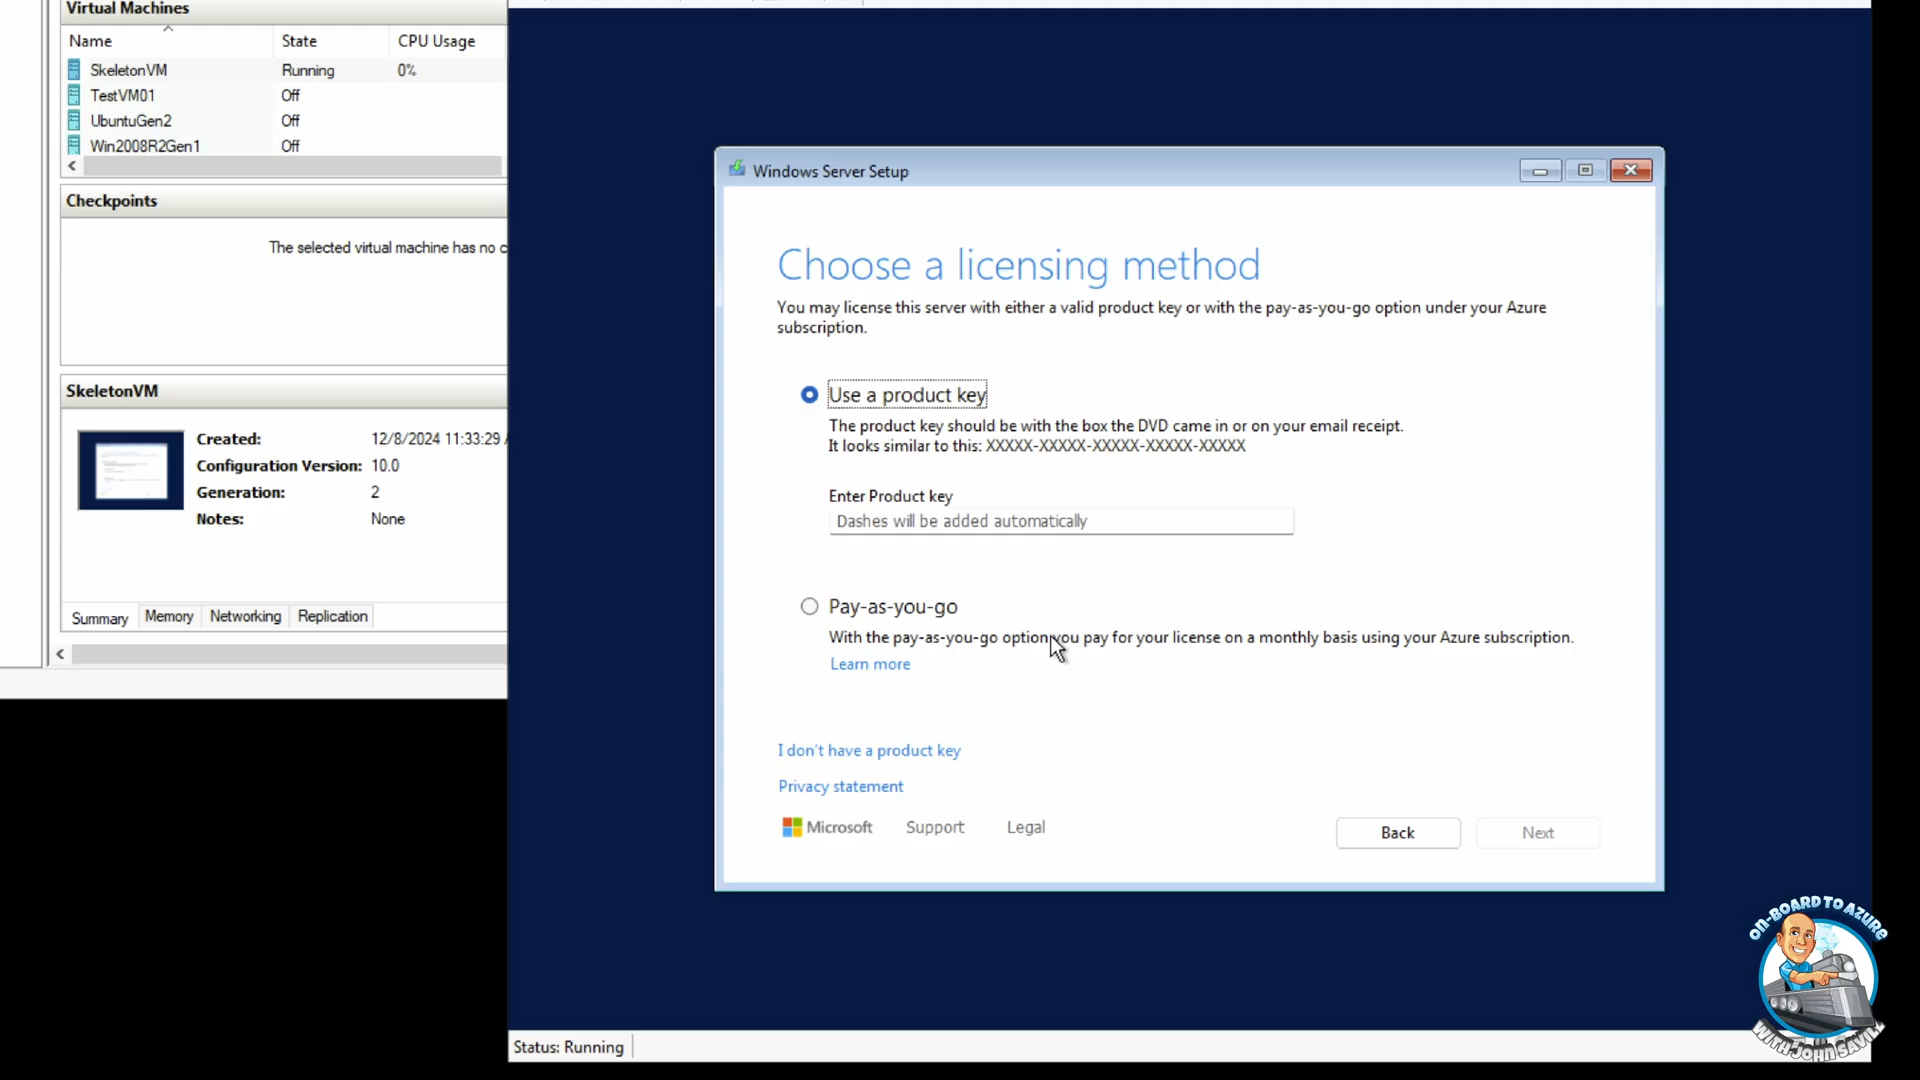 Virtual Machines
Name State CPU Usage
SkeletonVM Running 0%
TestVM01 Off
UbuntuGen2 Off
Win2008R2Gen1 Off
Checkpoints
The selected virtual machine has no c
SkeletonVM
Created: 12/8/2024 11:33:29
Configuration Version: 10.0
Generation: 2
Notes: None
Summary Memory Networking Replication
Windows Server Setup
Choose a licensing method
You may license this server with either a valid product key or with the pay-as-you-go option under your Azure
subscription.
Use a product key
The product key should be with the box the DVD came in or on your email receipt.
It looks similar to this: XXXXX-XXXXX-XXXXX-XXXXX-XXXXX
Enter Product key
Dashes will be added automatically
Pay-as-you-go
With the pay-as-you-go option you pay for your license on a monthly basis using your Azure subscription.
Learn more
I don't have a product key
Privacy statement
Microsoft Support Legal
Back Next
Status: Running
ON-BOARD TO AZURE
WITH JOHN SAVILL